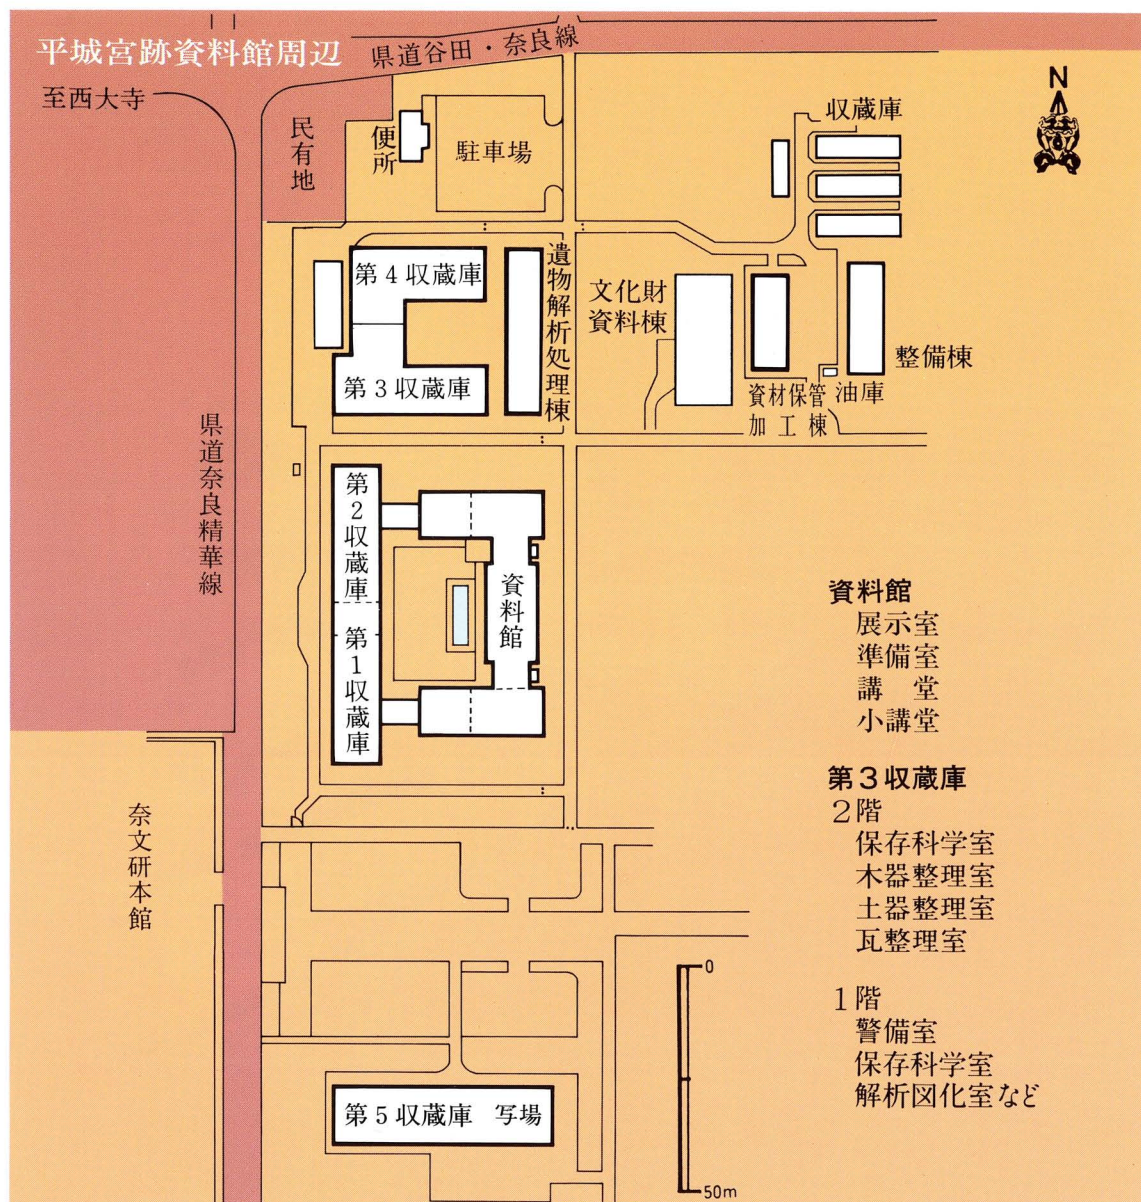 平城宮跡資料館周辺
県道谷田・奈良線
至西大寺
民有地
便所
駐車場
N
収蔵庫
第4収蔵庫
第3収蔵庫
遺物解析処理棟
文化財
資料棟
整備棟
資材保管
加工棟
油庫
県道奈良精華線
第2収蔵庫
第1収蔵庫
資料館
奈文研本館
第5収蔵庫 写場
0
50m
資料館
展示室
準備室
講 堂
小講堂
第3収蔵庫
2階
保存科学室
木器整理室
土器整理室
瓦整理室
1階
警備室
保存科学室
解析図化室など